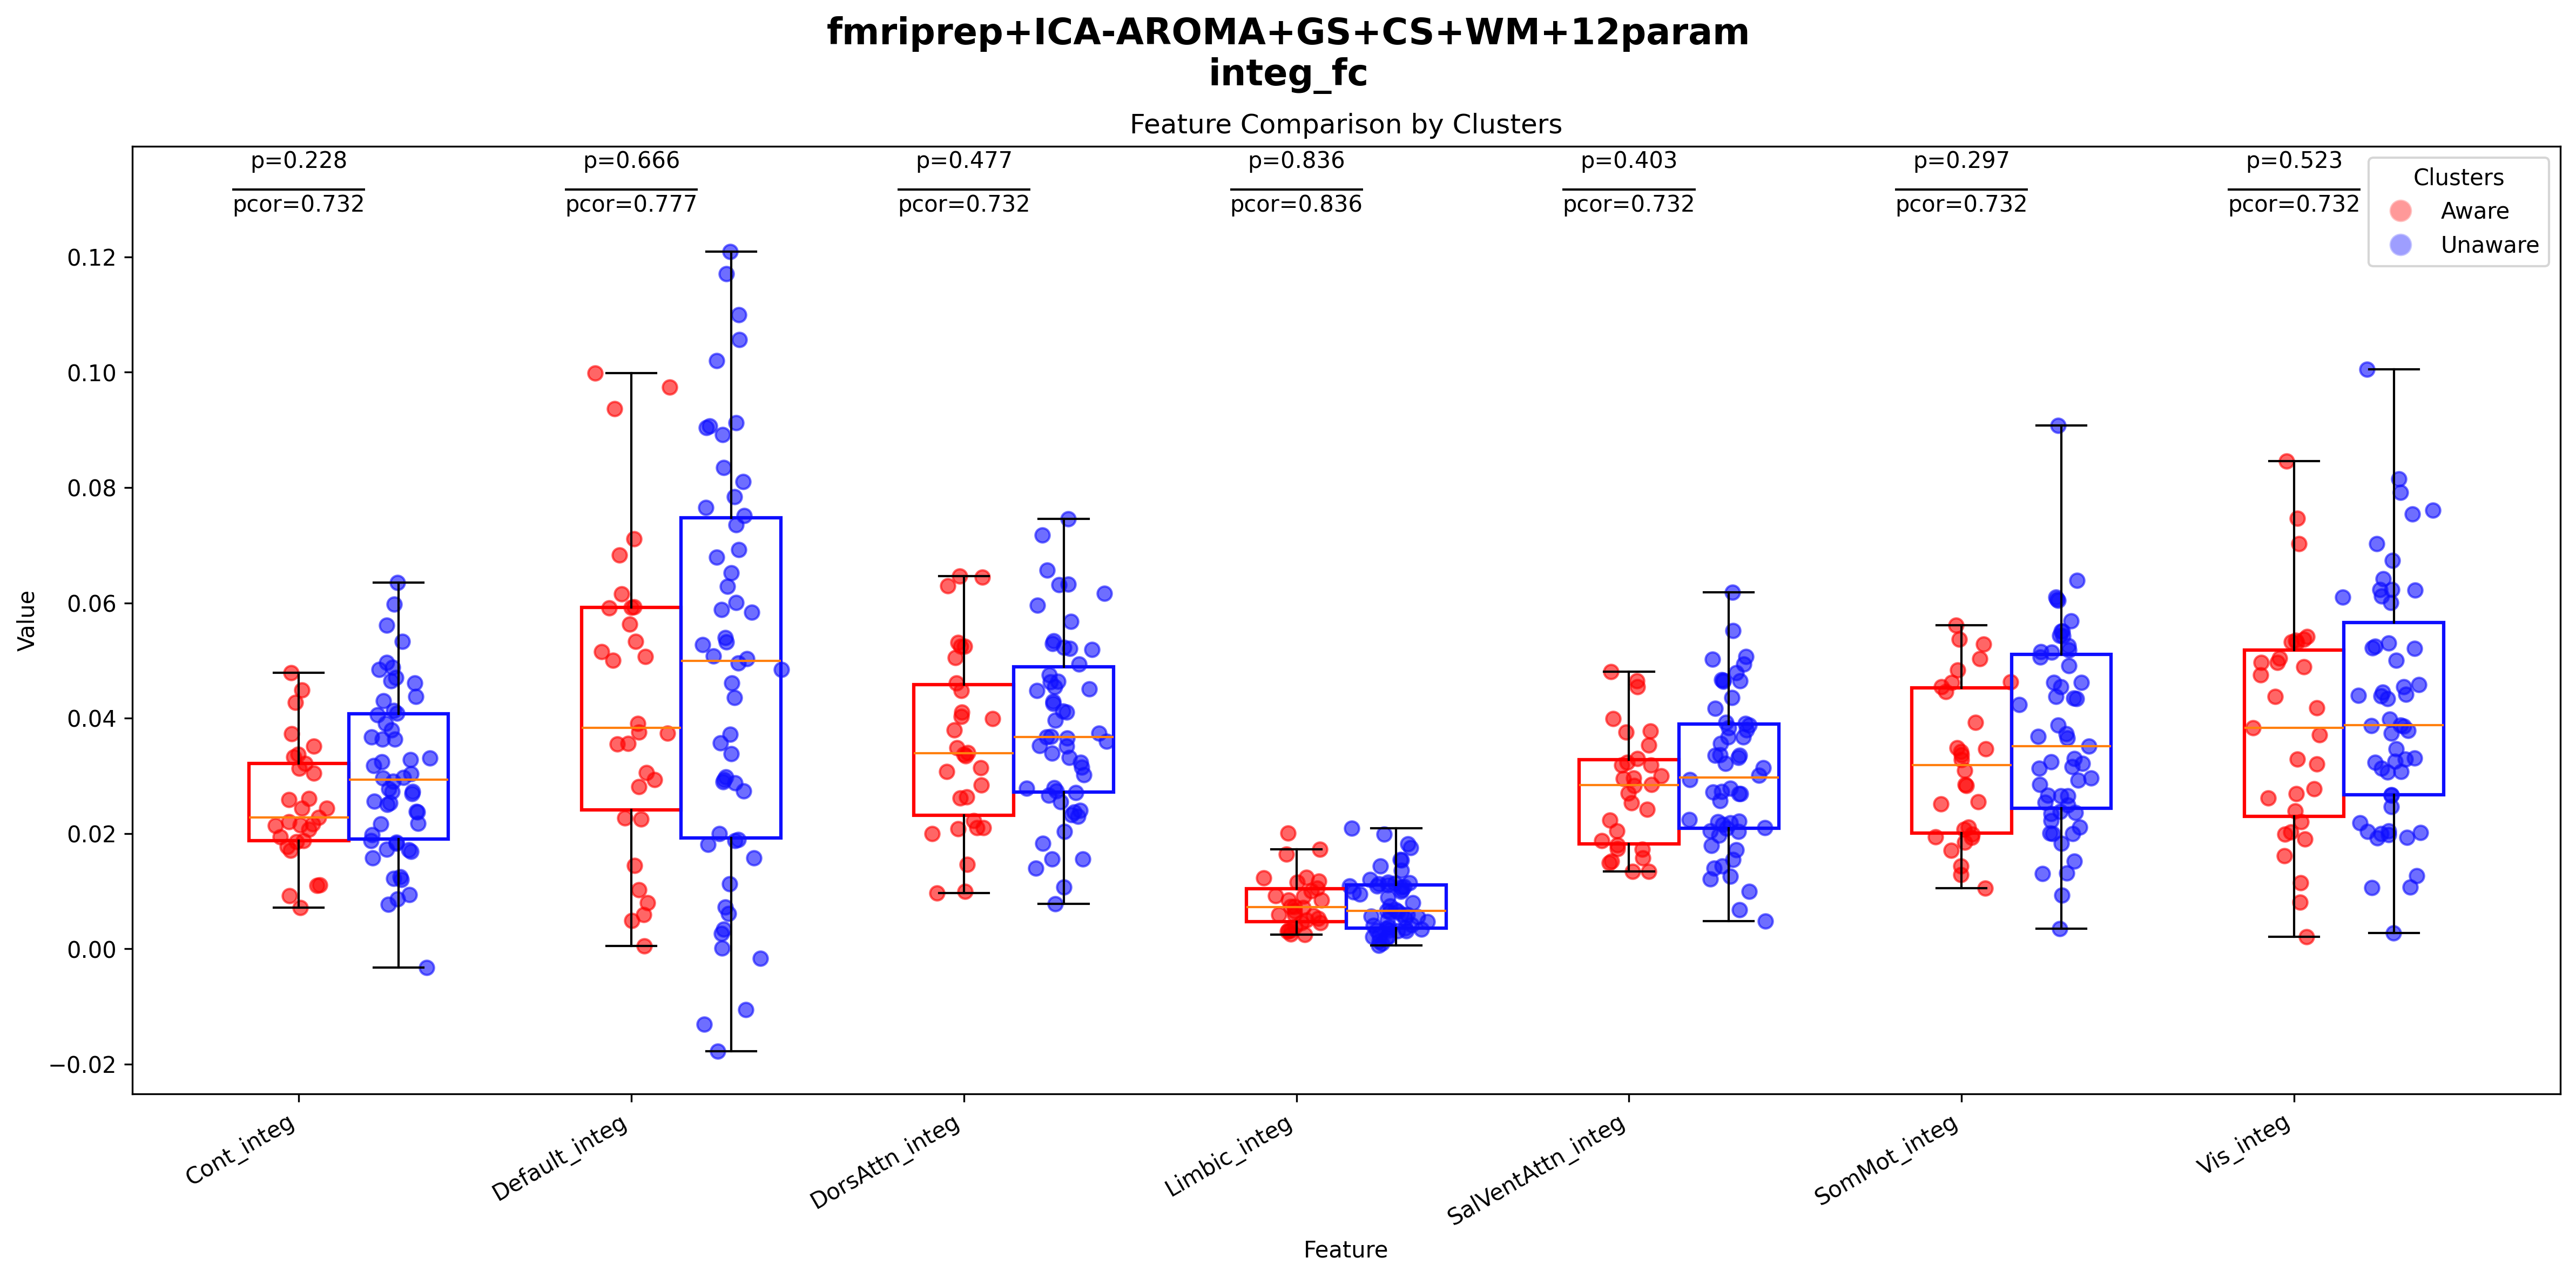 fmriprep+ICA-AROMA+GS+CS+WM+12param
integ_fc
Feature Comparison by Clusters
p=0.228 p=0.666 p=0.477 p=0.836 p=0.403 p=0.297 p=0.523
pcor=0.732 pcor=0.777 pcor=0.732 pcor=0.836 pcor=0.732 pcor=0.732 pcor=0.732
Clusters
Aware
Unaware
0.12
0.10
0.08
0.06
0.04
0.02
0.00
−0.02
Value
Cont_integ Default_integ DorsAttn_integ Limbic_integ SalVentAttn_integ SomMot_integ Vis_integ
Feature